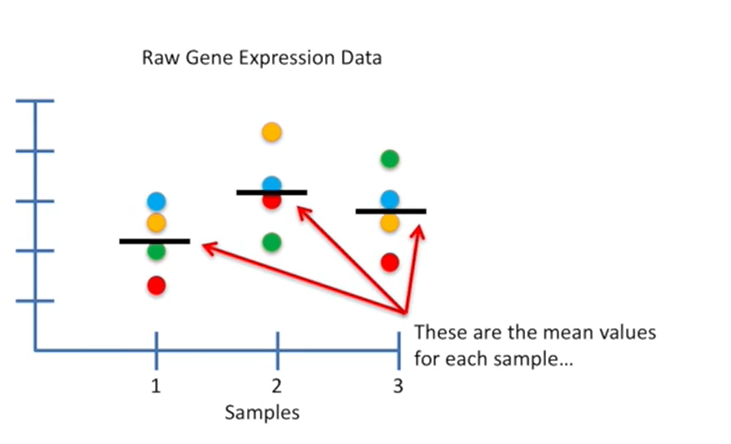 Raw Gene Expression Data
These are the mean values
for each sample...
1
2
3
Samples